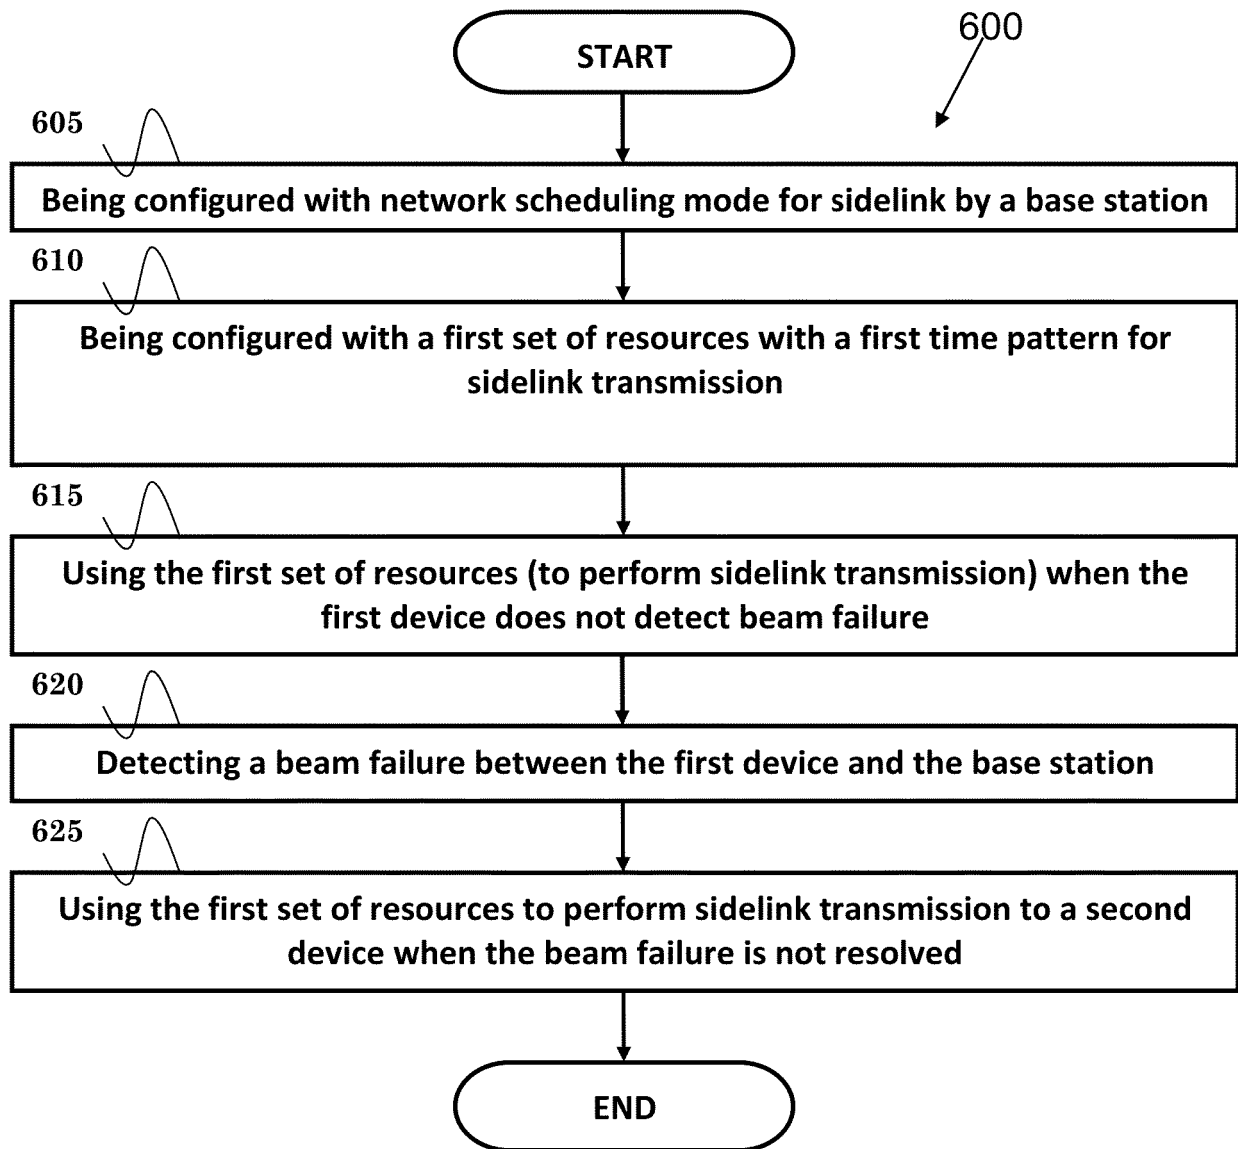 START
600
605
Being configured with network scheduling mode for sidelink by a base station
610
Being configured with a first set of resources with a first time pattern for
sidelink transmission
615
Using the first set of resources (to perform sidelink transmission) when the
first device does not detect beam failure
620
Detecting a beam failure between the first device and the base station
625
Using the first set of resources to perform sidelink transmission to a second
device when the beam failure is not resolved
END